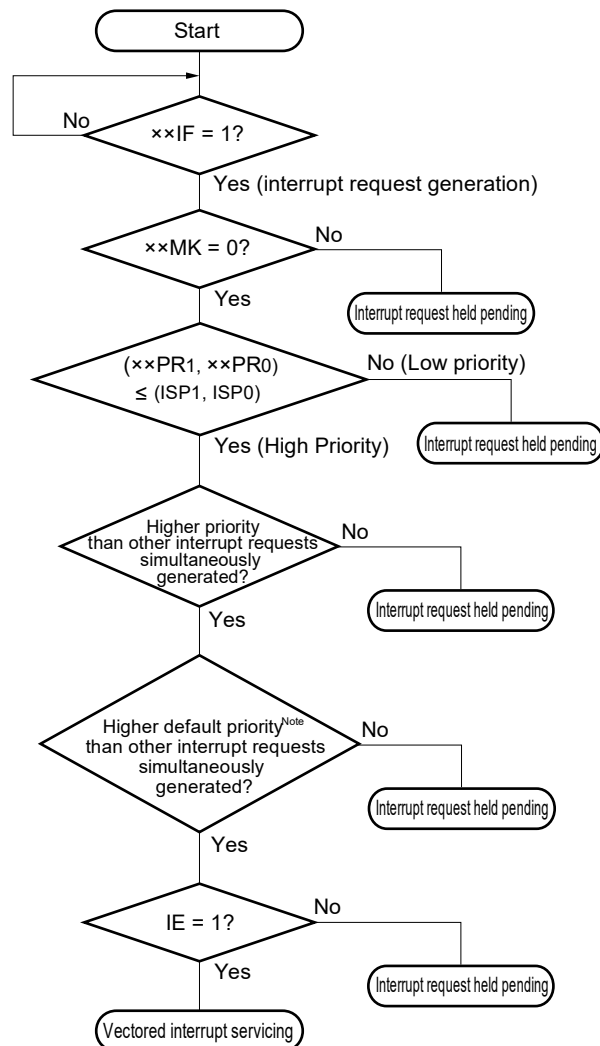 Start
No
××IF = 1?
Yes (interrupt request generation)
××MK = 0?
No
Yes
Interrupt request held pending
(××PR1, ××PR0)
≤ (ISP1, ISP0)
No (Low priority)
Yes (High Priority)
Interrupt request held pending
Higher priority
than other interrupt requests
simultaneously
generated?
No
Yes
Interrupt request held pending
Higher default priority Note
than other interrupt requests
simultaneously
generated?
No
Yes
Interrupt request held pending
IE = 1?
No
Yes
Interrupt request held pending
Vectored interrupt servicing